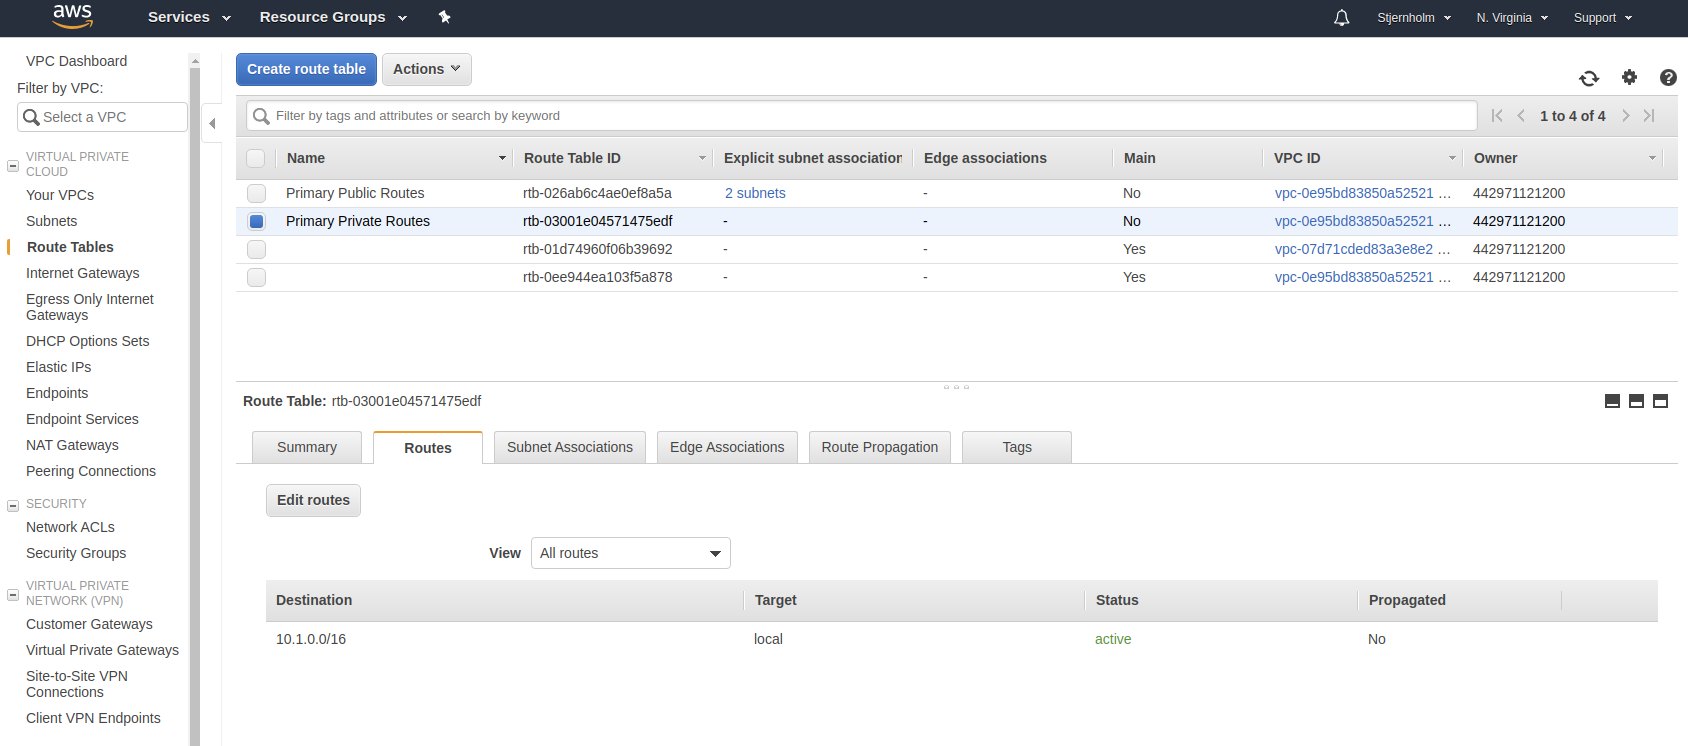 aws Services Resource Groups Stjernholm N. Virginia Support
VPC Dashboard
Filter by VPC:
Select a VPC
VIRTUAL PRIVATE
CLOUD
Your VPCs
Subnets
Route Tables
Internet Gateways
Egress Only Internet
Gateways
DHCP Options Sets
Elastic IPs
Endpoints
Endpoint Services
NAT Gateways
Peering Connections
SECURITY
Network ACLs
Security Groups
VIRTUAL PRIVATE
NETWORK (VPN)
Customer Gateways
Virtual Private Gateways
Site-to-Site VPN
Connections
Client VPN Endpoints
Create route table Actions
Filter by tags and attributes or search by keyword 1 to 4 of 4
Name Route Table ID Explicit subnet association Edge associations Main VPC ID Owner
Primary Public Routes rtb-026ab6c4ae0ef8a5a 2 subnets - No vpc-0e95bd83850a52521 ... 442971121200
Primary Private Routes rtb-03001e04571475edf - - No vpc-0e95bd83850a52521 ... 442971121200
rtb-01d74960f06b39692 - - Yes vpc-07d71cded83a3e8e2 ... 442971121200
rtb-0ee944ea103f5a878 - - Yes vpc-0e95bd83850a52521 ... 442971121200
Route Table: rtb-03001e04571475edf
Summary Routes Subnet Associations Edge Associations Route Propagation Tags
Edit routes
View All routes
Destination Target Status Propagated
10.1.0.0/16 local active No